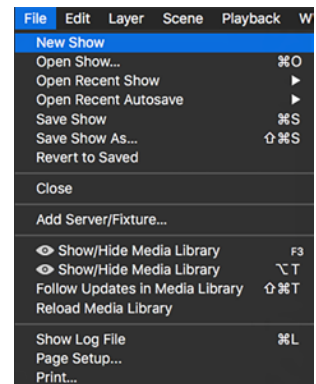 File Edit Layer Scene Playback W
New Show
Open Show... ⌘O
Open Recent Show ▶
Open Recent Autosave ▶
Save Show ⌘S
Save Show As... ⇧⌘S
Revert to Saved
Close
Add Server/Fixture...
Show/Hide Media Library F3
Show/Hide Media Library ⌥T
Follow Updates in Media Library ⇧⌘T
Reload Media Library
Show Log File ⌘L
Page Setup...
Print...